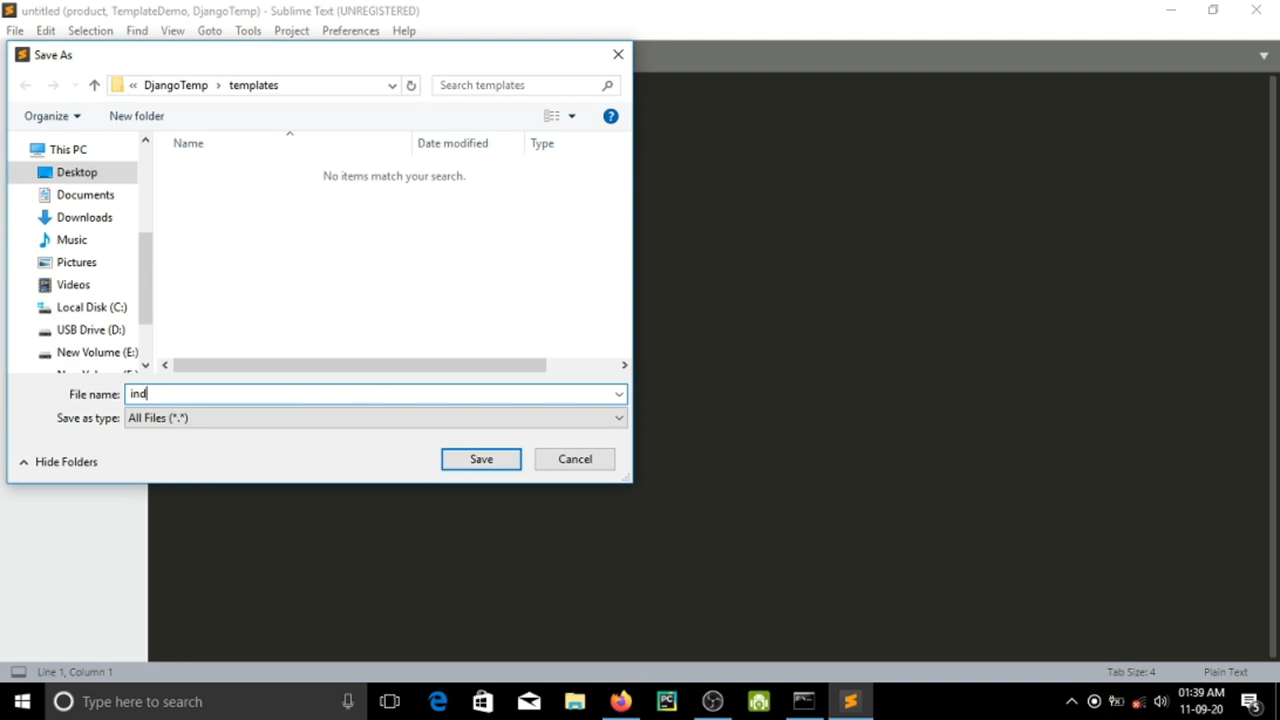 untitled (product, TemplateDemo, DjangoTemp) - Sublime Text (UNREGISTERED)
File Edit Selection Find View Goto Tools Project Preferences Help
Save As
« DjangoTemp › templates
Search templates
Organize
New folder
Name
Date modified
Type
No items match your search.
This PC
Desktop
Documents
Downloads
Music
Pictures
Videos
Local Disk (C:)
USB Drive (D:)
New Volume (E:)
File name: ind
Save as type: All Files (*.*)
Hide Folders
Save
Cancel
Line 1, Column 1
Tab Size: 4
Plain Text
Type here to search
01:39 AM
11-09-20
5